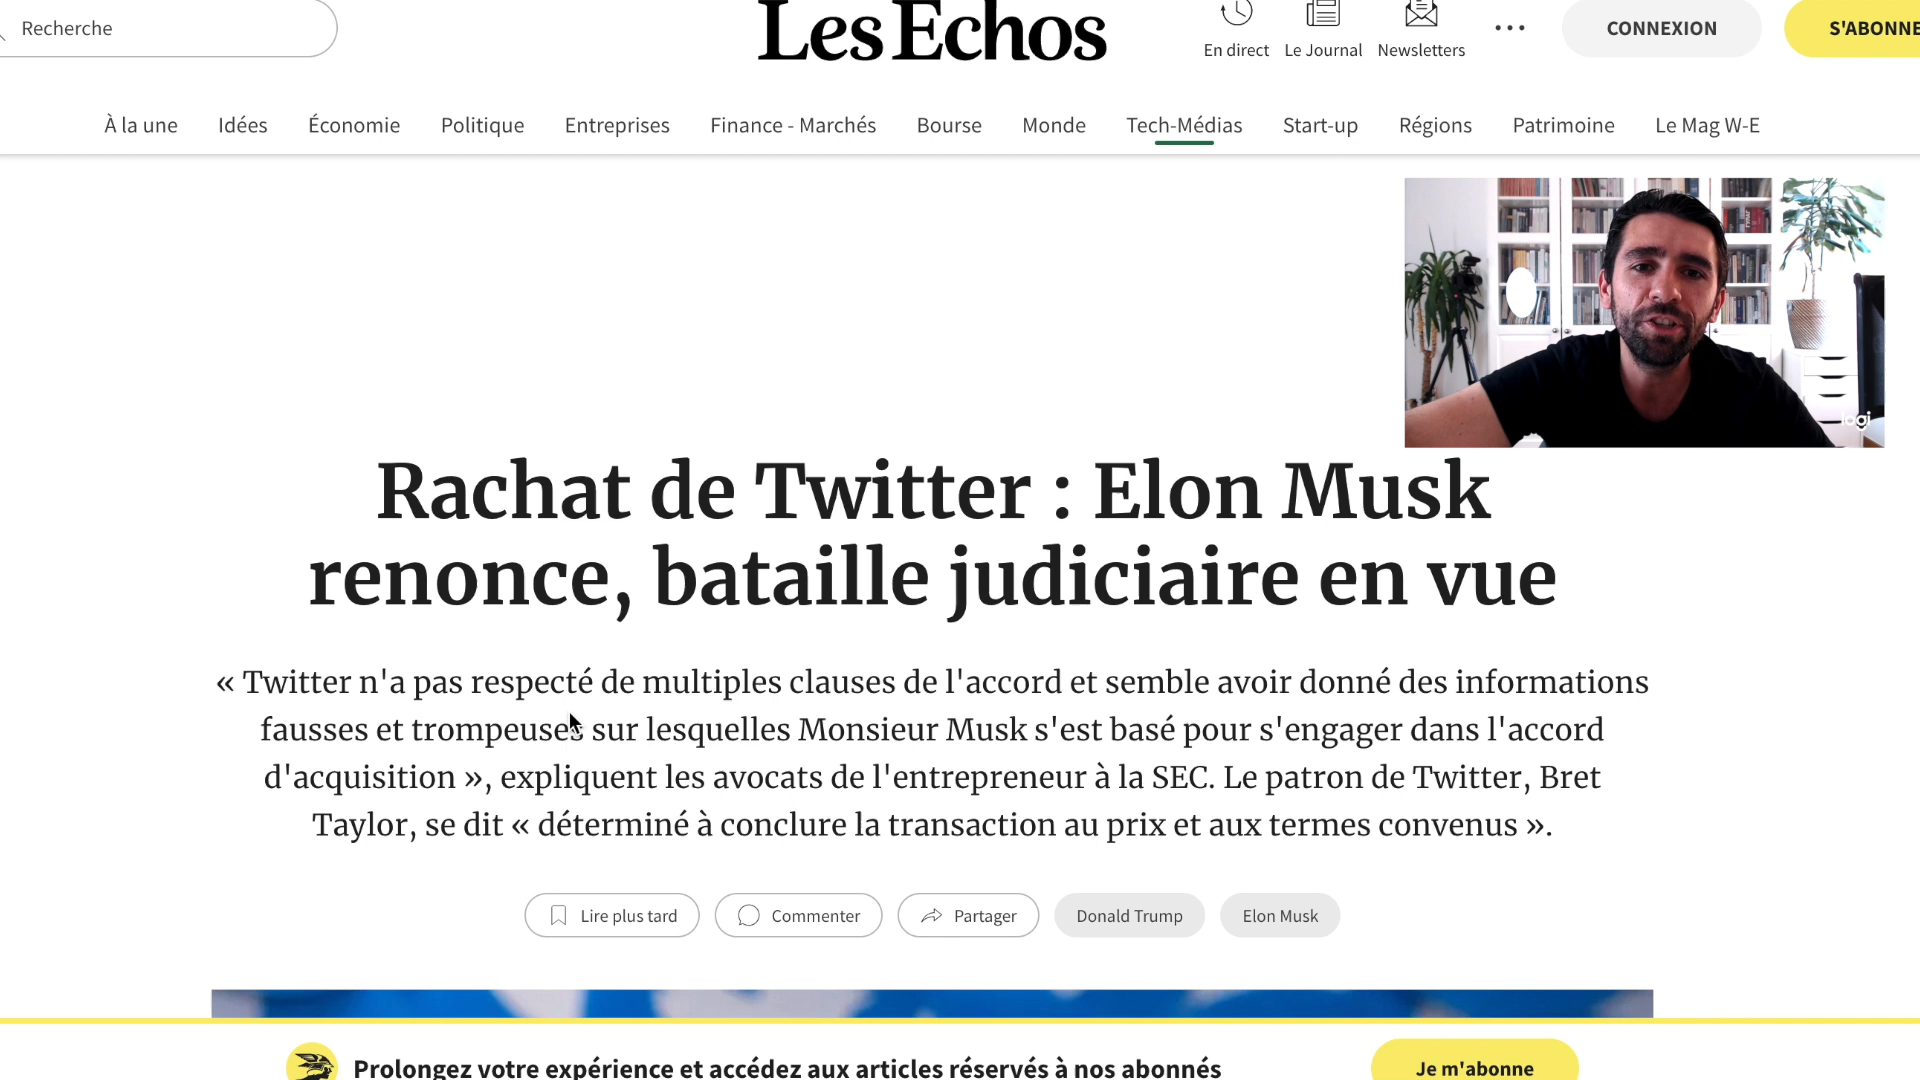 Recherche
Les Echos
En direct
Le Journal
Newsletters
CONNEXION
S'ABONNE
À la une
Idées
Économie
Politique
Entreprises
Finance - Marchés
Bourse
Monde
Tech-Médias
Start-up
Régions
Patrimoine
Le Mag W-E
logi
Rachat de Twitter : Elon Musk
renonce, bataille judiciaire en vue
« Twitter n'a pas respecté de multiples clauses de l'accord et semble avoir donné des informations
fausses et trompeuses sur lesquelles Monsieur Musk s'est basé pour s'engager dans l'accord
d'acquisition », expliquent les avocats de l'entrepreneur à la SEC. Le patron de Twitter, Bret
Taylor, se dit « déterminé à conclure la transaction au prix et aux termes convenus ».
Lire plus tard
Commenter
Partager
Donald Trump
Elon Musk
Prolongez votre expérience et accédez aux articles réservés à nos abonnés
Je m'abonne